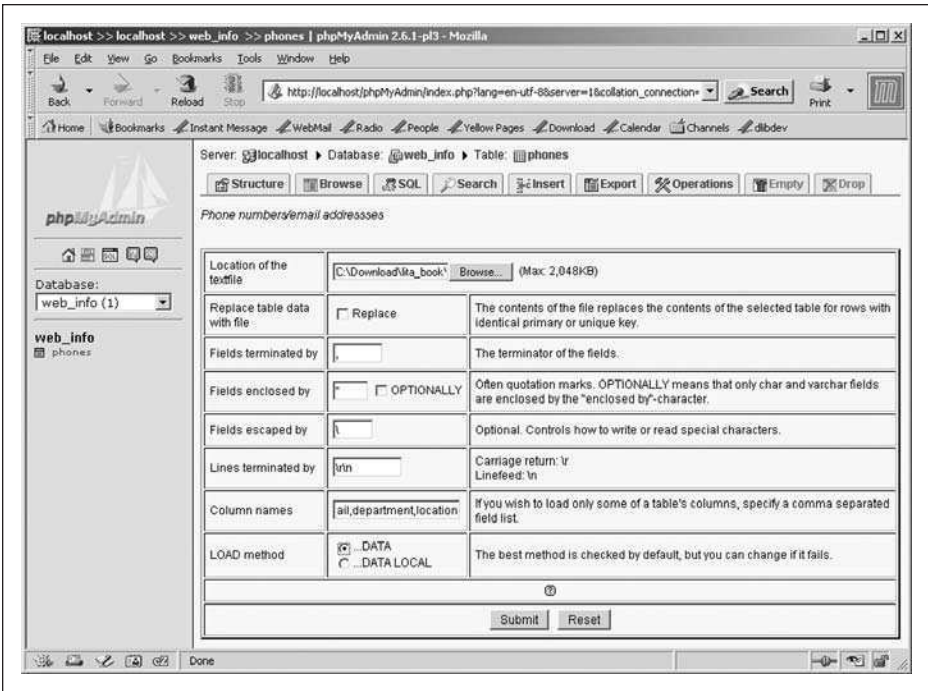 localhost >> localhost >> web_info >> phones | phpMyAdmin 2.6.1-pl3 - Mozilla
File Edit View Go Bookmarks Tools Window Help
Back Forward Reload Stop http://localhost/phpMyAdmin/index.php?lang=en-utf-8&server=1&collation_connection= Search Print
Home Bookmarks Instant Message WebMail Radio People Yellow Pages Download Calendar Channels dlbdev
phpMyAdmin
Database:
web_info (1)
web_info
phones
Server: localhost Database: web_info Table: phones
Structure Browse SQL Search Insert Export Operations Empty Drop
Phone numbers/email addressses
Location of the textfile C:\Download\lita_book\ Browse... (Max: 2,048KB)
Replace table data with file Replace The contents of the file replaces the contents of the selected table for rows with identical primary or unique key.
Fields terminated by , The terminator of the fields.
Fields enclosed by " OPTIONALLY Often quotation marks. OPTIONALLY means that only char and varchar fields are enclosed by the "enclosed by"-character.
Fields escaped by \ Optional. Controls how to write or read special characters.
Lines terminated by \r\n Carriage return: \r
Linefeed: \n
Column names ail,department,location If you wish to load only some of a table's columns, specify a comma separated field list.
LOAD method ...DATA
...DATA LOCAL The best method is checked by default, but you can change if it fails.
Submit Reset
Done